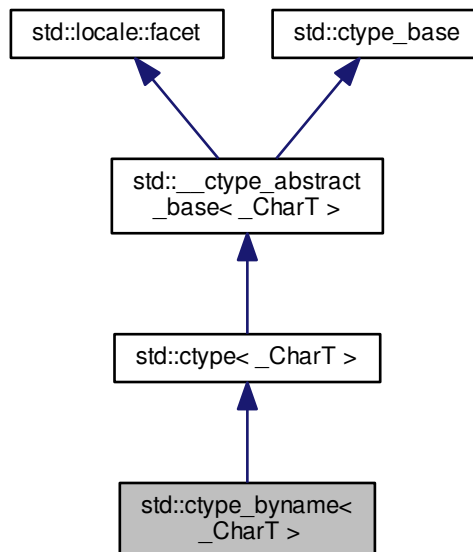 std::locale::facet
std::ctype_base
std::__ctype_abstract
_base< _CharT >
std::ctype< _CharT >
std::ctype_byname<
_CharT >